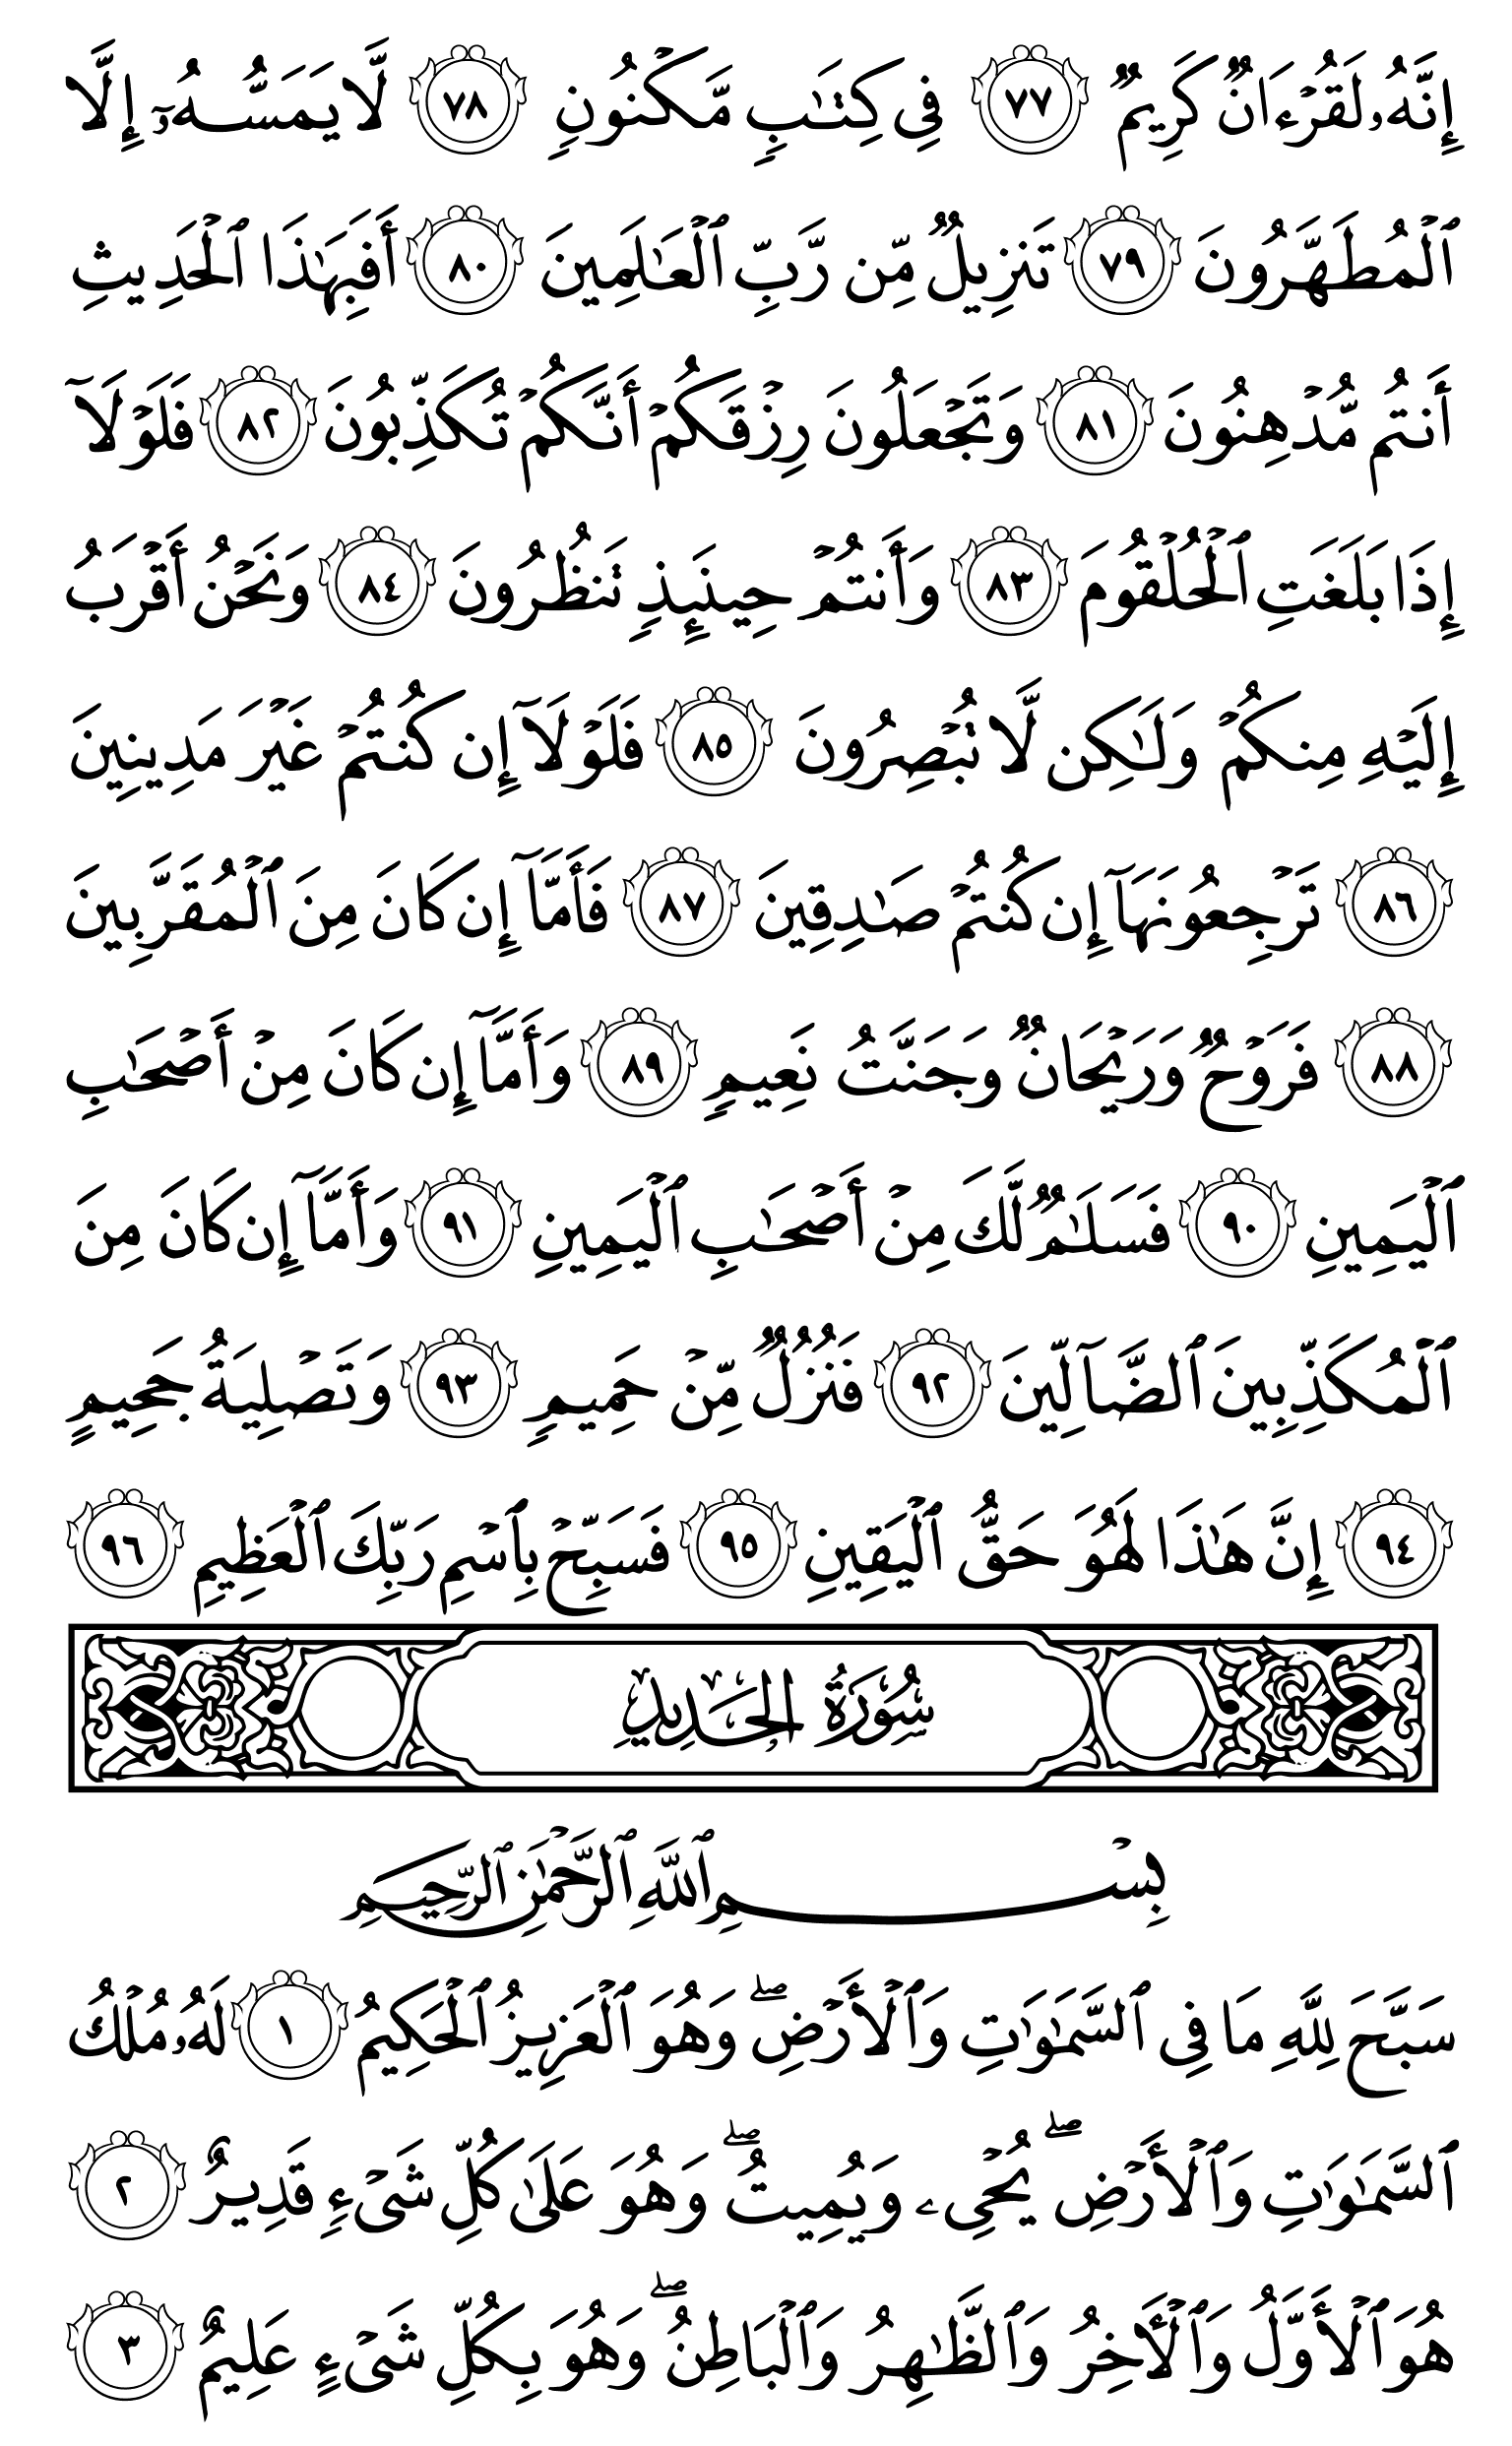 إِنَّهُۥ لَقُرْءَانٌ كَرِيمٌ ٧٧ فِى كِتَٰبٍ مَّكْنُونٍ ٧٨ لَّا يَمَسُّهُۥٓ إِلَّا
ٱلْمُطَهَّرُونَ ٧٩ تَنزِيلٌ مِّن رَّبِّ ٱلْعَٰلَمِينَ ٨٠ أَفَبِهَٰذَا ٱلْحَدِيثِ
أَنتُم مُّدْهِنُونَ ٨١ وَتَجْعَلُونَ رِزْقَكُمْ أَنَّكُمْ تُكَذِّبُونَ ٨٢ فَلَوْلَآ
إِذَا بَلَغَتِ ٱلْحُلْقُومَ ٨٣ وَأَنتُمْ حِينَئِذٍ تَنظُرُونَ ٨٤ وَنَحْنُ أَقْرَبُ
إِلَيْهِ مِنكُمْ وَلَٰكِن لَّا تُبْصِرُونَ ٨٥ فَلَوْلَآ إِن كُنتُمْ غَيْرَ مَدِينِينَ
٨٦ تَرْجِعُونَهَآ إِن كُنتُمْ صَٰدِقِينَ ٨٧ فَأَمَّآ إِن كَانَ مِنَ ٱلْمُقَرَّبِينَ
٨٨ فَرَوْحٌ وَرَيْحَانٌ وَجَنَّتُ نَعِيمٍ ٨٩ وَأَمَّآ إِن كَانَ مِنْ أَصْحَٰبِ
ٱلْيَمِينِ ٩٠ فَسَلَٰمٌ لَّكَ مِنْ أَصْحَٰبِ ٱلْيَمِينِ ٩١ وَأَمَّآ إِن كَانَ مِنَ
ٱلْمُكَذِّبِينَ ٱلضَّآلِّينَ ٩٢ فَنُزُلٌ مِّنْ حَمِيمٍ ٩٣ وَتَصْلِيَةُ جَحِيمٍ
٩٤ إِنَّ هَٰذَا لَهُوَ حَقُّ ٱلْيَقِينِ ٩٥ فَسَبِّحْ بِٱسْمِ رَبِّكَ ٱلْعَظِيمِ ٩٦
سُورَةُ الحَدِيدِ
بِسْمِ ٱللَّهِ ٱلرَّحْمَٰنِ ٱلرَّحِيمِ
سَبَّحَ لِلَّهِ مَا فِى ٱلسَّمَٰوَٰتِ وَٱلْأَرْضِ ۖ وَهُوَ ٱلْعَزِيزُ ٱلْحَكِيمُ ١ لَهُۥ مُلْكُ
ٱلسَّمَٰوَٰتِ وَٱلْأَرْضِ ۖ يُحْىِۦ وَيُمِيتُ ۖ وَهُوَ عَلَىٰ كُلِّ شَىْءٍ قَدِيرٌ ٢
هُوَ ٱلْأَوَّلُ وَٱلْءَاخِرُ وَٱلظَّٰهِرُ وَٱلْبَاطِنُ ۖ وَهُوَ بِكُلِّ شَىْءٍ عَلِيمٌ ٣